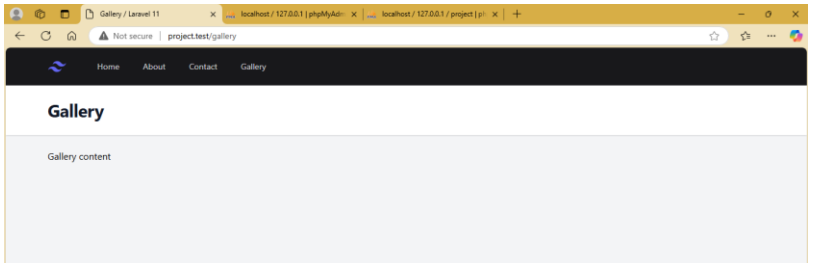 Gallery / Laravel 11
localhost / 127.0.0.1 | phpMyAdm
localhost / 127.0.0.1 / project | ph
Not secure
project.test/gallery
Home
About
Contact
Gallery
Gallery
Gallery content